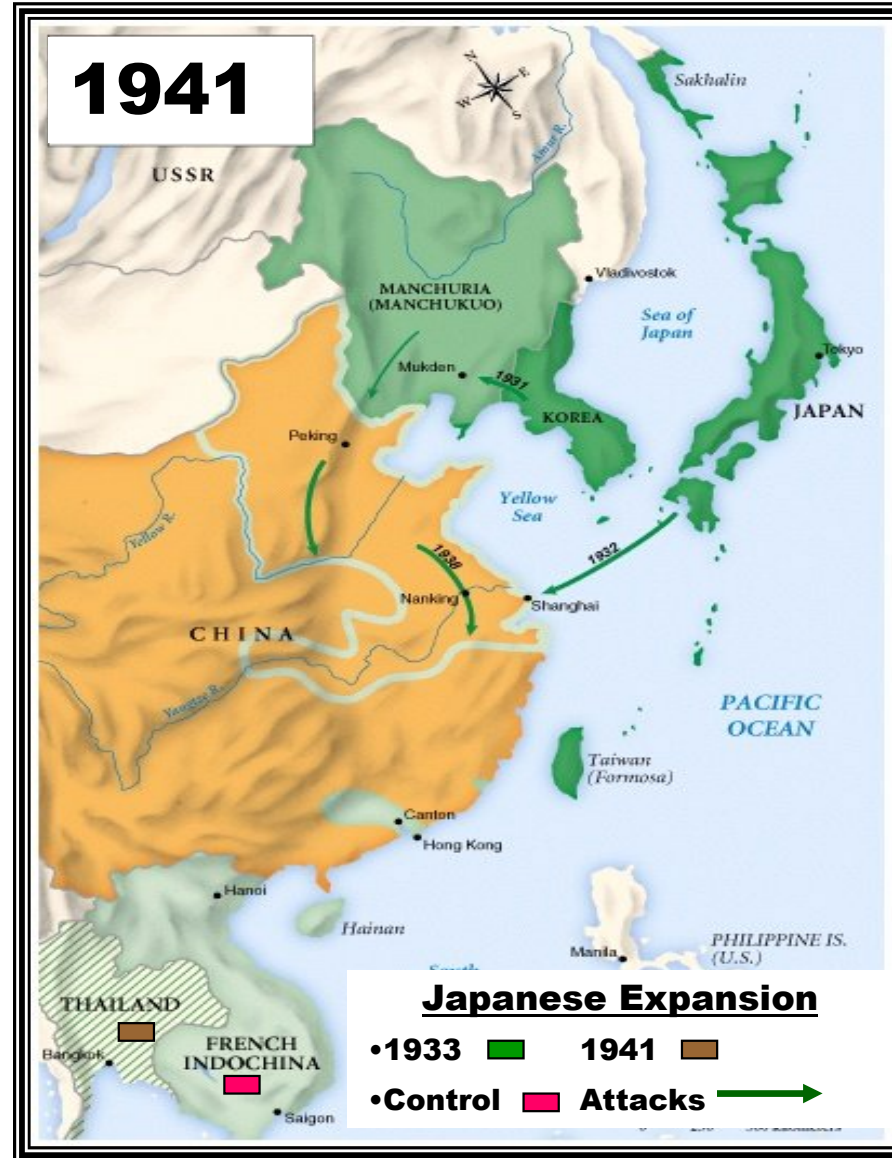 1941
N
E
W
S
Sakhalin
USSR
Amur R.
MANCHURIA
(MANCHUKUO)
Vladivostok
Sea of
Japan
Tokyo
Mukden
1931
KOREA
JAPAN
Peking
Yellow
Sea
Yellow R.
1938
1932
Nanking
Shanghai
CHINA
Yangtze R.
PACIFIC
OCEAN
Taiwan
(Formosa)
Canton
Hong Kong
Hanoi
Hainan
Manila
PHILIPPINE IS.
(U.S.)
South
THAILAND
Bangkok
FRENCH
INDOCHINA
Saigon
Japanese Expansion
•1933 1941
•Control Attacks